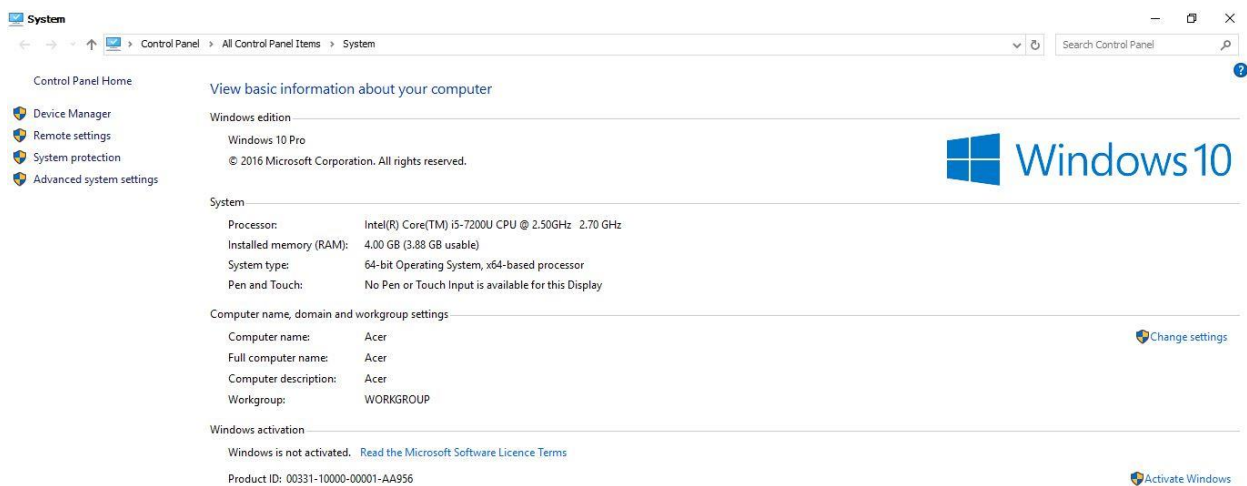 System
Control Panel > All Control Panel Items > System
Search Control Panel
Control Panel Home
Device Manager
Remote settings
System protection
Advanced system settings
View basic information about your computer
Windows edition
Windows 10 Pro
© 2016 Microsoft Corporation. All rights reserved.
Windows 10
System
Processor: Intel(R) Core(TM) i5-7200U CPU @ 2.50GHz 2.70 GHz
Installed memory (RAM): 4.00 GB (3.88 GB usable)
System type: 64-bit Operating System, x64-based processor
Pen and Touch: No Pen or Touch Input is available for this Display
Computer name, domain and workgroup settings
Computer name: Acer
Change settings
Full computer name: Acer
Computer description: Acer
Workgroup: WORKGROUP
Windows activation
Windows is not activated. Read the Microsoft Software Licence Terms
Product ID: 00331-10000-00001-AA956
Activate Windows